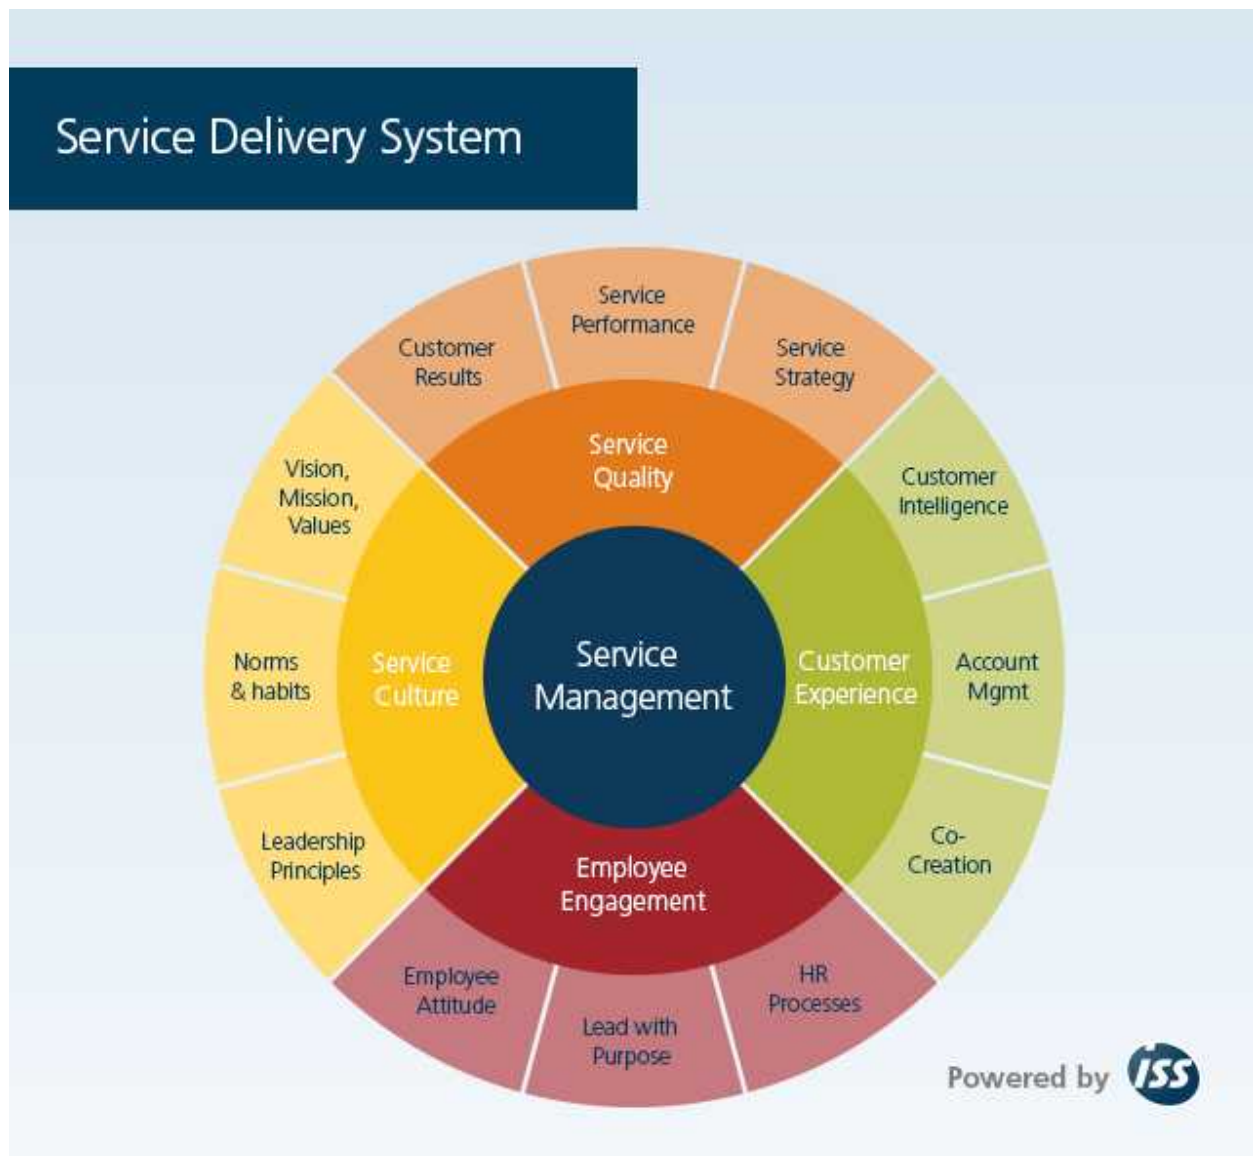 Service Delivery System
Service
Performance
Customer
Results
Service
Strategy
Service
Quality
Vision,
Mission,
Values
Customer
Intelligence
Norms
& habits
Service
Culture
Service
Management
Customer
Experience
Account
Mgmt
Leadership
Principles
Co-
Creation
Employee
Engagement
Employee
Attitude
Lead with
Purpose
HR
Processes
Powered by ISS